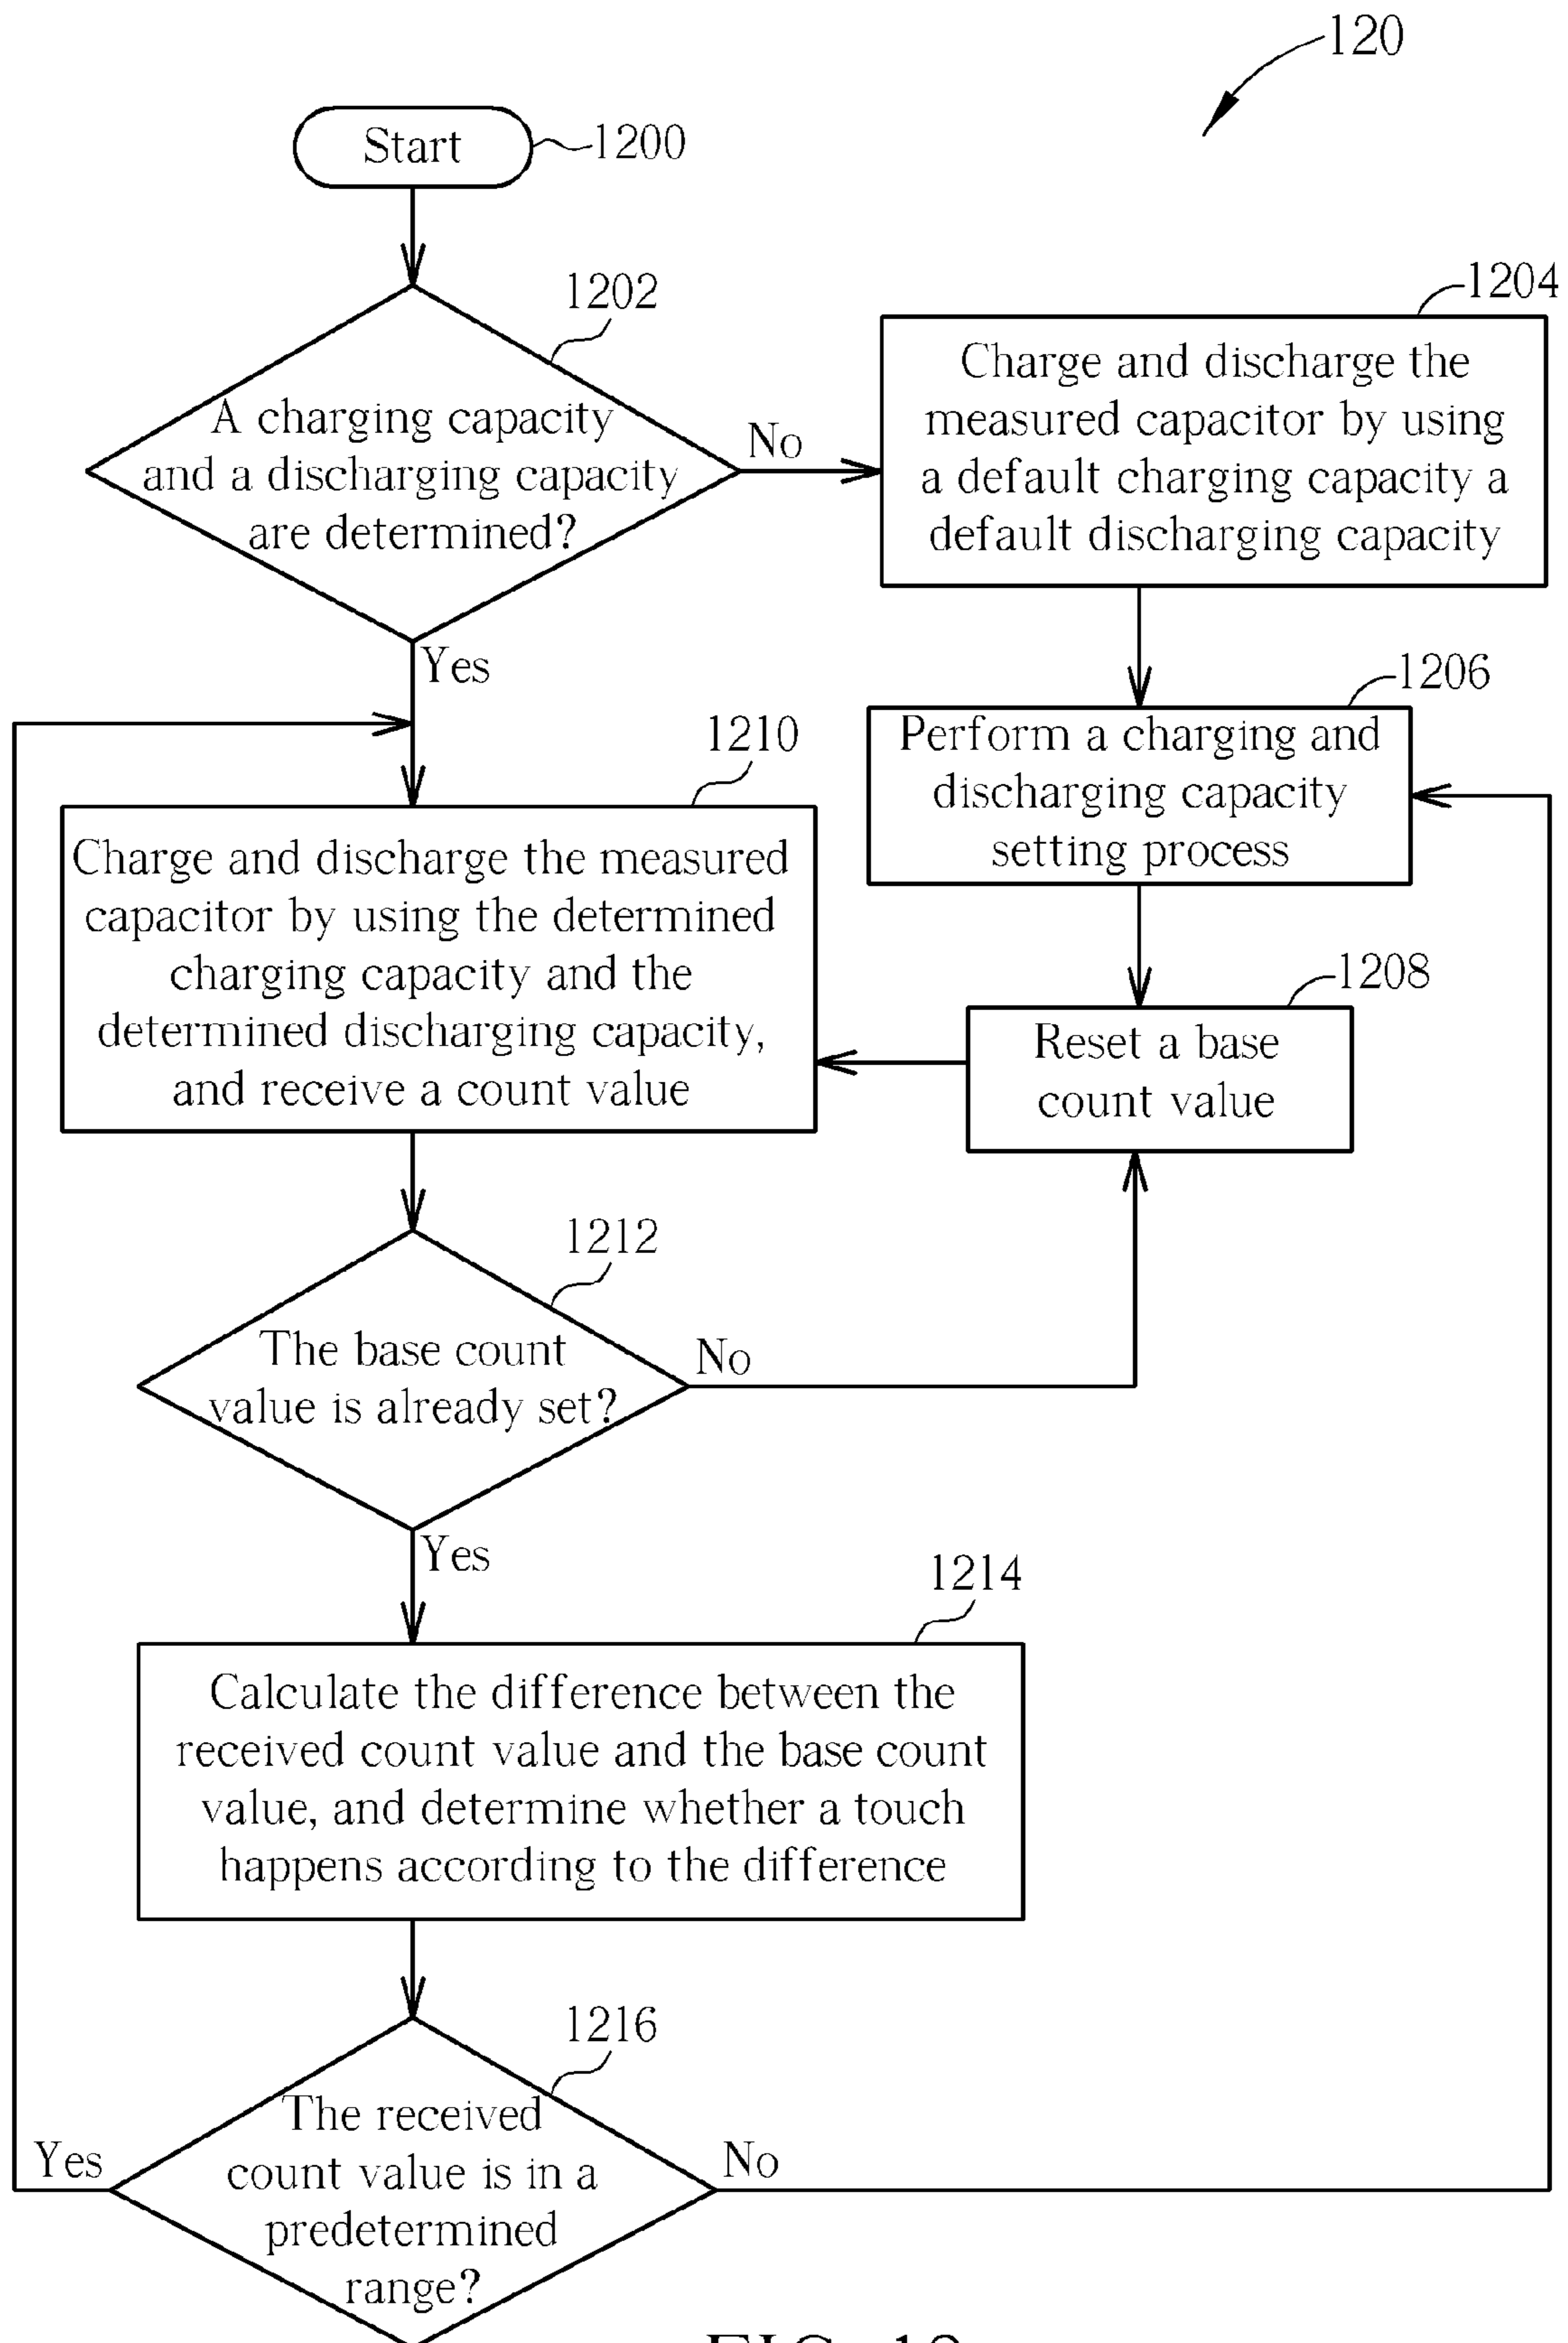 120
Start
1200
1202
A charging capacity
and a discharging capacity
are determined?
No
Yes
1204
Charge and discharge the
measured capacitor by using
a default charging capacity a
default discharging capacity
1206
Perform a charging and
discharging capacity
setting process
1208
Reset a base
count value
1210
Charge and discharge the measured
capacitor by using the determined
charging capacity and the
determined discharging capacity,
and receive a count value
1212
The base count
value is already set?
No
Yes
1214
Calculate the difference between the
received count value and the base count
value, and determine whether a touch
happens according to the difference
1216
The received
count value is in a
predetermined
range?
Yes
No